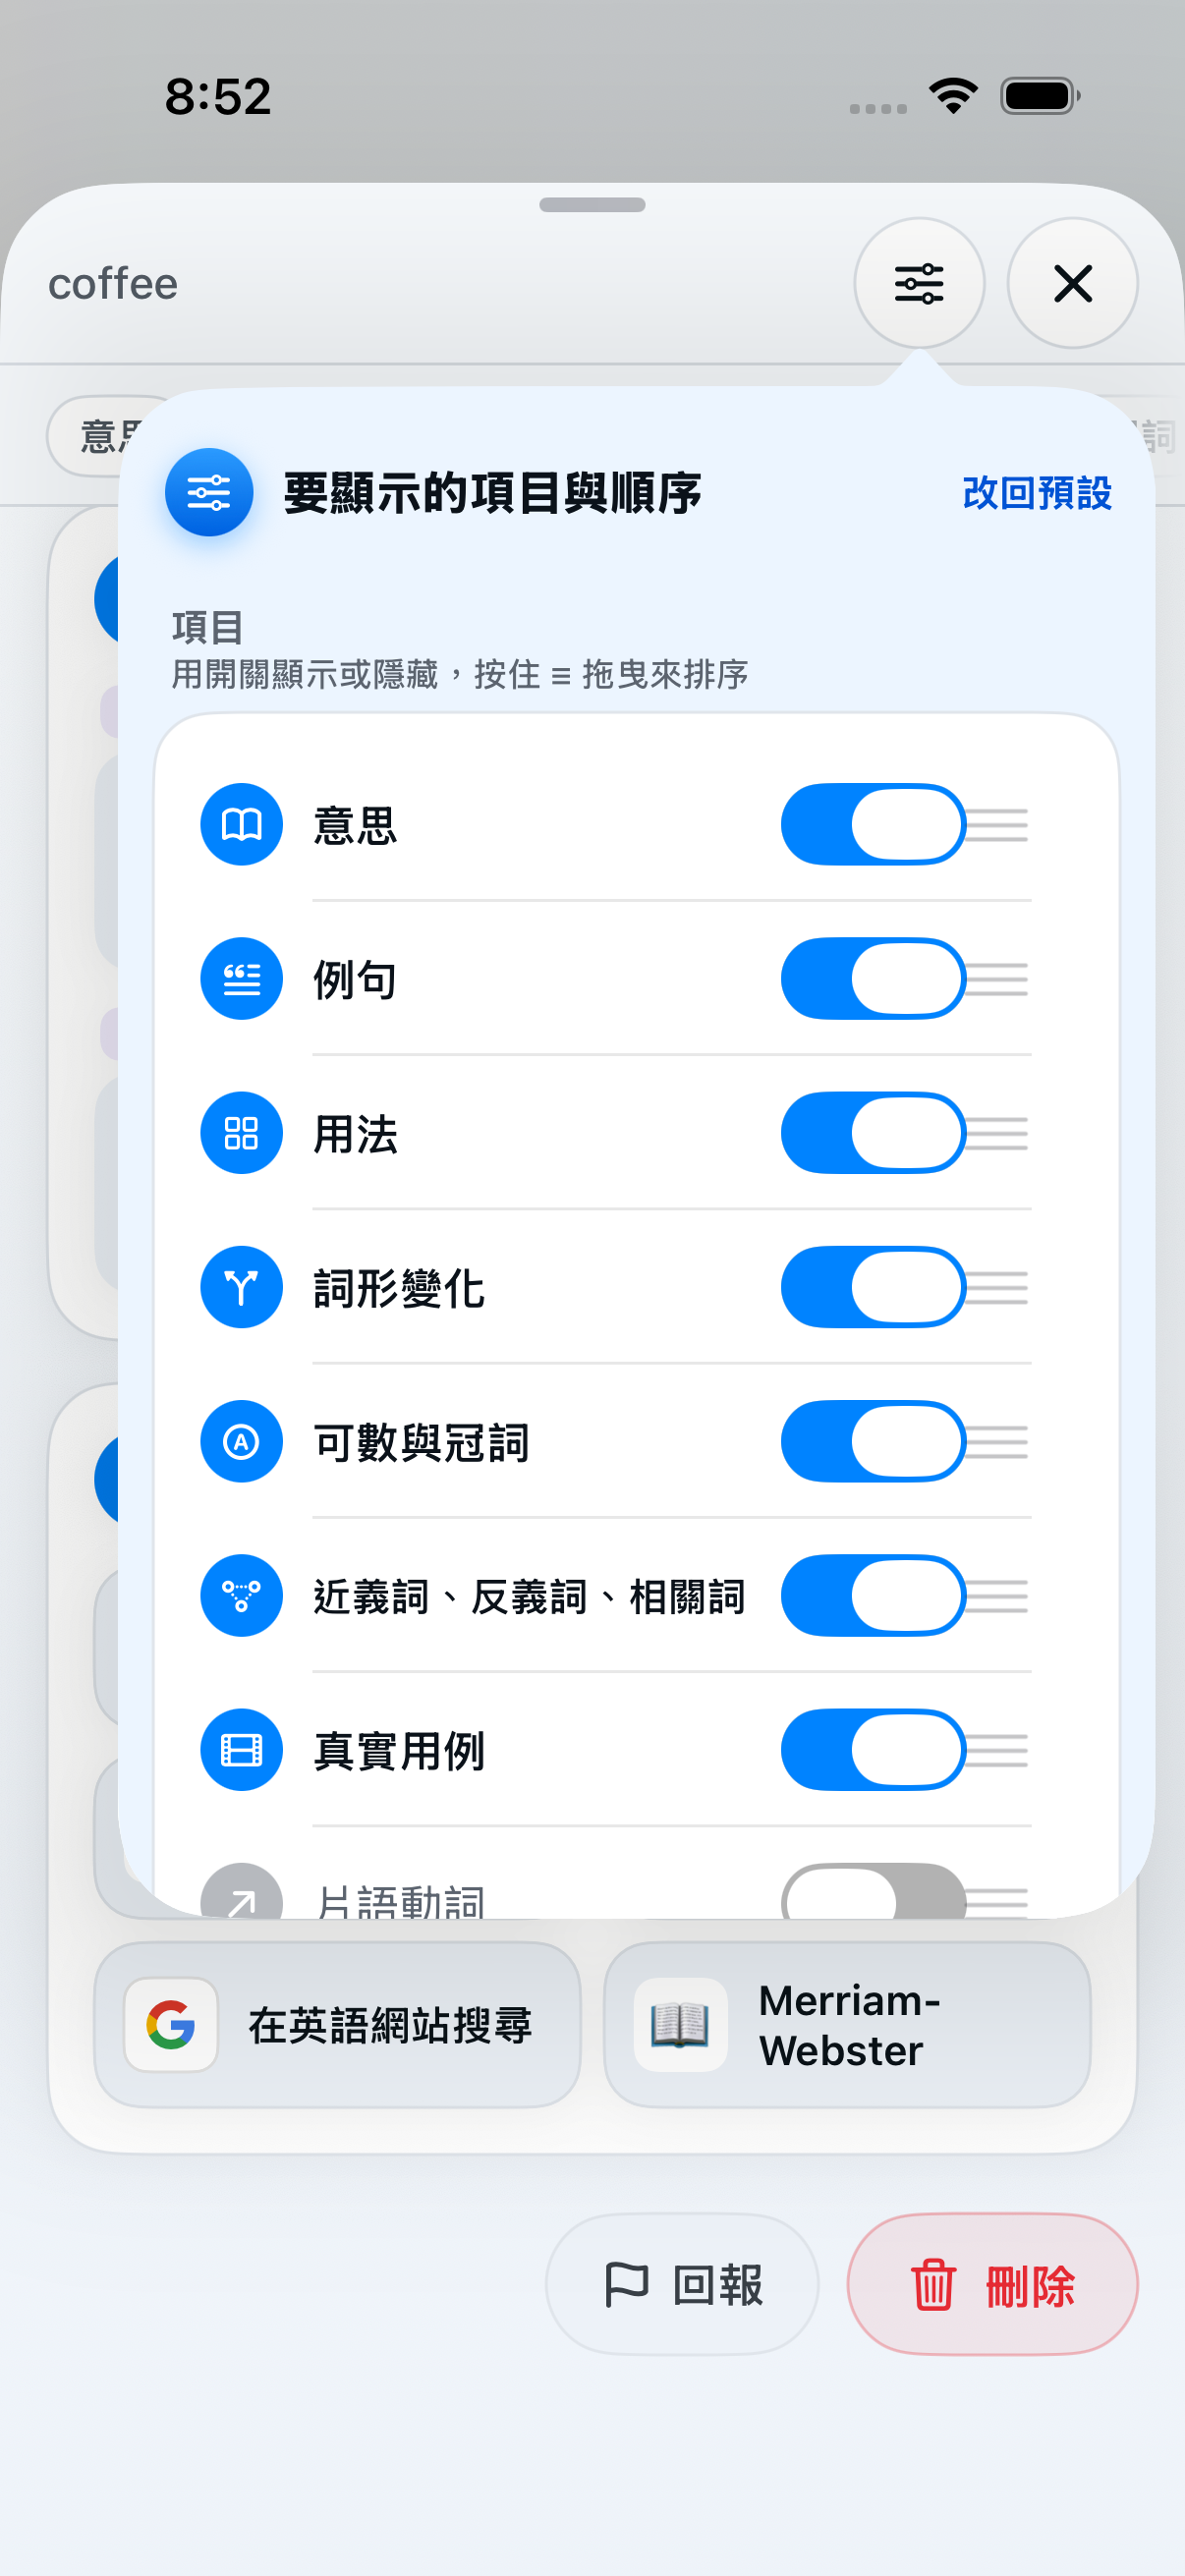 8:52
coffee
要顯示的項目與順序
改回預設
項目
用開關顯示或隱藏，按住 ≡ 拖曳來排序
意思
例句
用法
詞形變化
可數與冠詞
近義詞、反義詞、相關詞
真實用例
片語動詞
在英語網站搜尋
Merriam-
Webster
回報
刪除